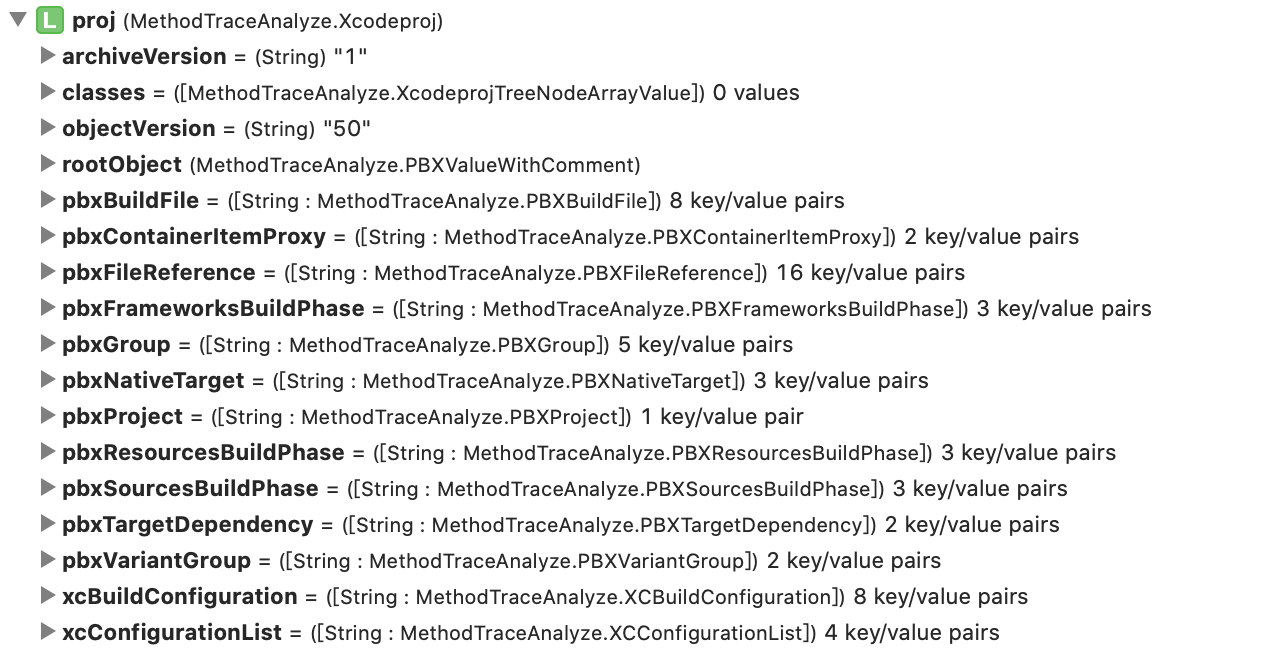 L proj (MethodTraceAnalyze.Xcodeproj)
archiveVersion = (String) "1"
classes = ([MethodTraceAnalyze.XcodeprojTreeNodeArrayValue]) 0 values
objectVersion = (String) "50"
rootObject (MethodTraceAnalyze.PBXValueWithComment)
pbxBuildFile = ([String : MethodTraceAnalyze.PBXBuildFile]) 8 key/value pairs
pbxContainerItemProxy = ([String : MethodTraceAnalyze.PBXContainerItemProxy]) 2 key/value pairs
pbxFileReference = ([String : MethodTraceAnalyze.PBXFileReference]) 16 key/value pairs
pbxFrameworksBuildPhase = ([String : MethodTraceAnalyze.PBXFrameworksBuildPhase]) 3 key/value pairs
pbxGroup = ([String : MethodTraceAnalyze.PBXGroup]) 5 key/value pairs
pbxNativeTarget = ([String : MethodTraceAnalyze.PBXNativeTarget]) 3 key/value pairs
pbxProject = ([String : MethodTraceAnalyze.PBXProject]) 1 key/value pair
pbxResourcesBuildPhase = ([String : MethodTraceAnalyze.PBXResourcesBuildPhase]) 3 key/value pairs
pbxSourcesBuildPhase = ([String : MethodTraceAnalyze.PBXSourcesBuildPhase]) 3 key/value pairs
pbxTargetDependency = ([String : MethodTraceAnalyze.PBXTargetDependency]) 2 key/value pairs
pbxVariantGroup = ([String : MethodTraceAnalyze.PBXVariantGroup]) 2 key/value pairs
xcBuildConfiguration = ([String : MethodTraceAnalyze.XCBuildConfiguration]) 8 key/value pairs
xcConfigurationList = ([String : MethodTraceAnalyze.XCConfigurationList]) 4 key/value pairs